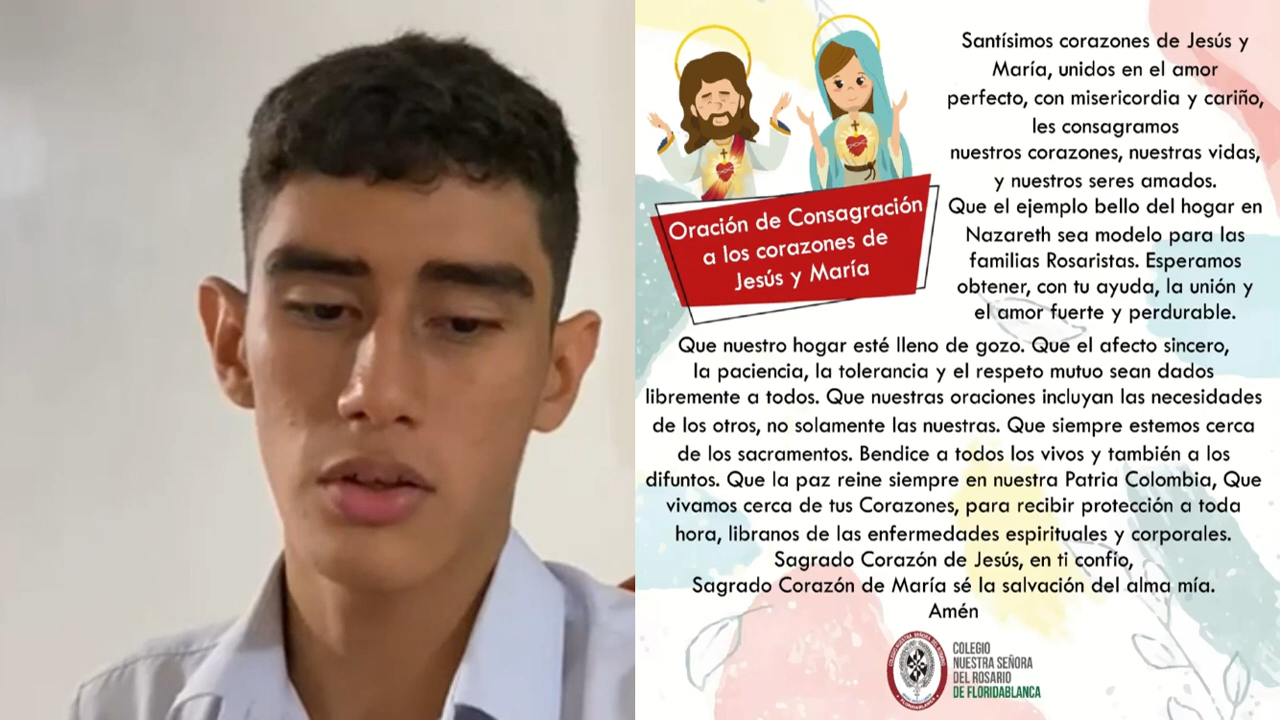 Santísimos corazones de Jesús y
María, unidos en el amor
perfecto, con misericordia y cariño,
les consagramos
nuestros corazones, nuestras vidas,
y nuestros seres amados.
Que el ejemplo bello del hogar en
Nazareth sea modelo para las
familias Rosaristas. Esperamos
obtener, con tu ayuda, la unión y
el amor fuerte y perdurable.
Oración de Consagración
a los corazones de
Jesús y María
Que nuestro hogar esté lleno de gozo. Que el afecto sincero,
la paciencia, la tolerancia y el respeto mutuo sean dados
libremente a todos. Que nuestras oraciones incluyan las necesidades
de los otros, no solamente las nuestras. Que siempre estemos cerca
de los sacramentos. Bendice a todos los vivos y también a los
difuntos. Que la paz reine siempre en nuestra Patria Colombia, Que
vivamos cerca de tus Corazones, para recibir protección a toda
hora, libranos de las enfermedades espirituales y corporales.
Sagrado Corazón de Jesús, en ti confío,
Sagrado Corazón de María sé la salvación del alma mía.
Amén
COLEGIO
NUESTRA SEÑORA
DEL ROSARIO
DE FLORIDABLANCA